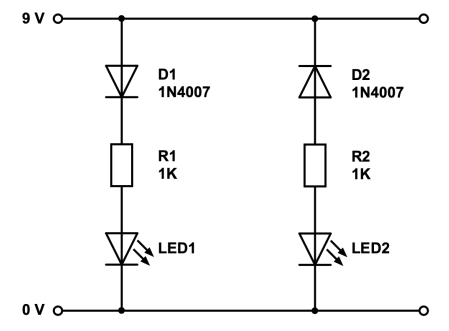 9 V
D1
1N4007
D2
1N4007
R1
1K
R2
1K
LED1
LED2
0 V